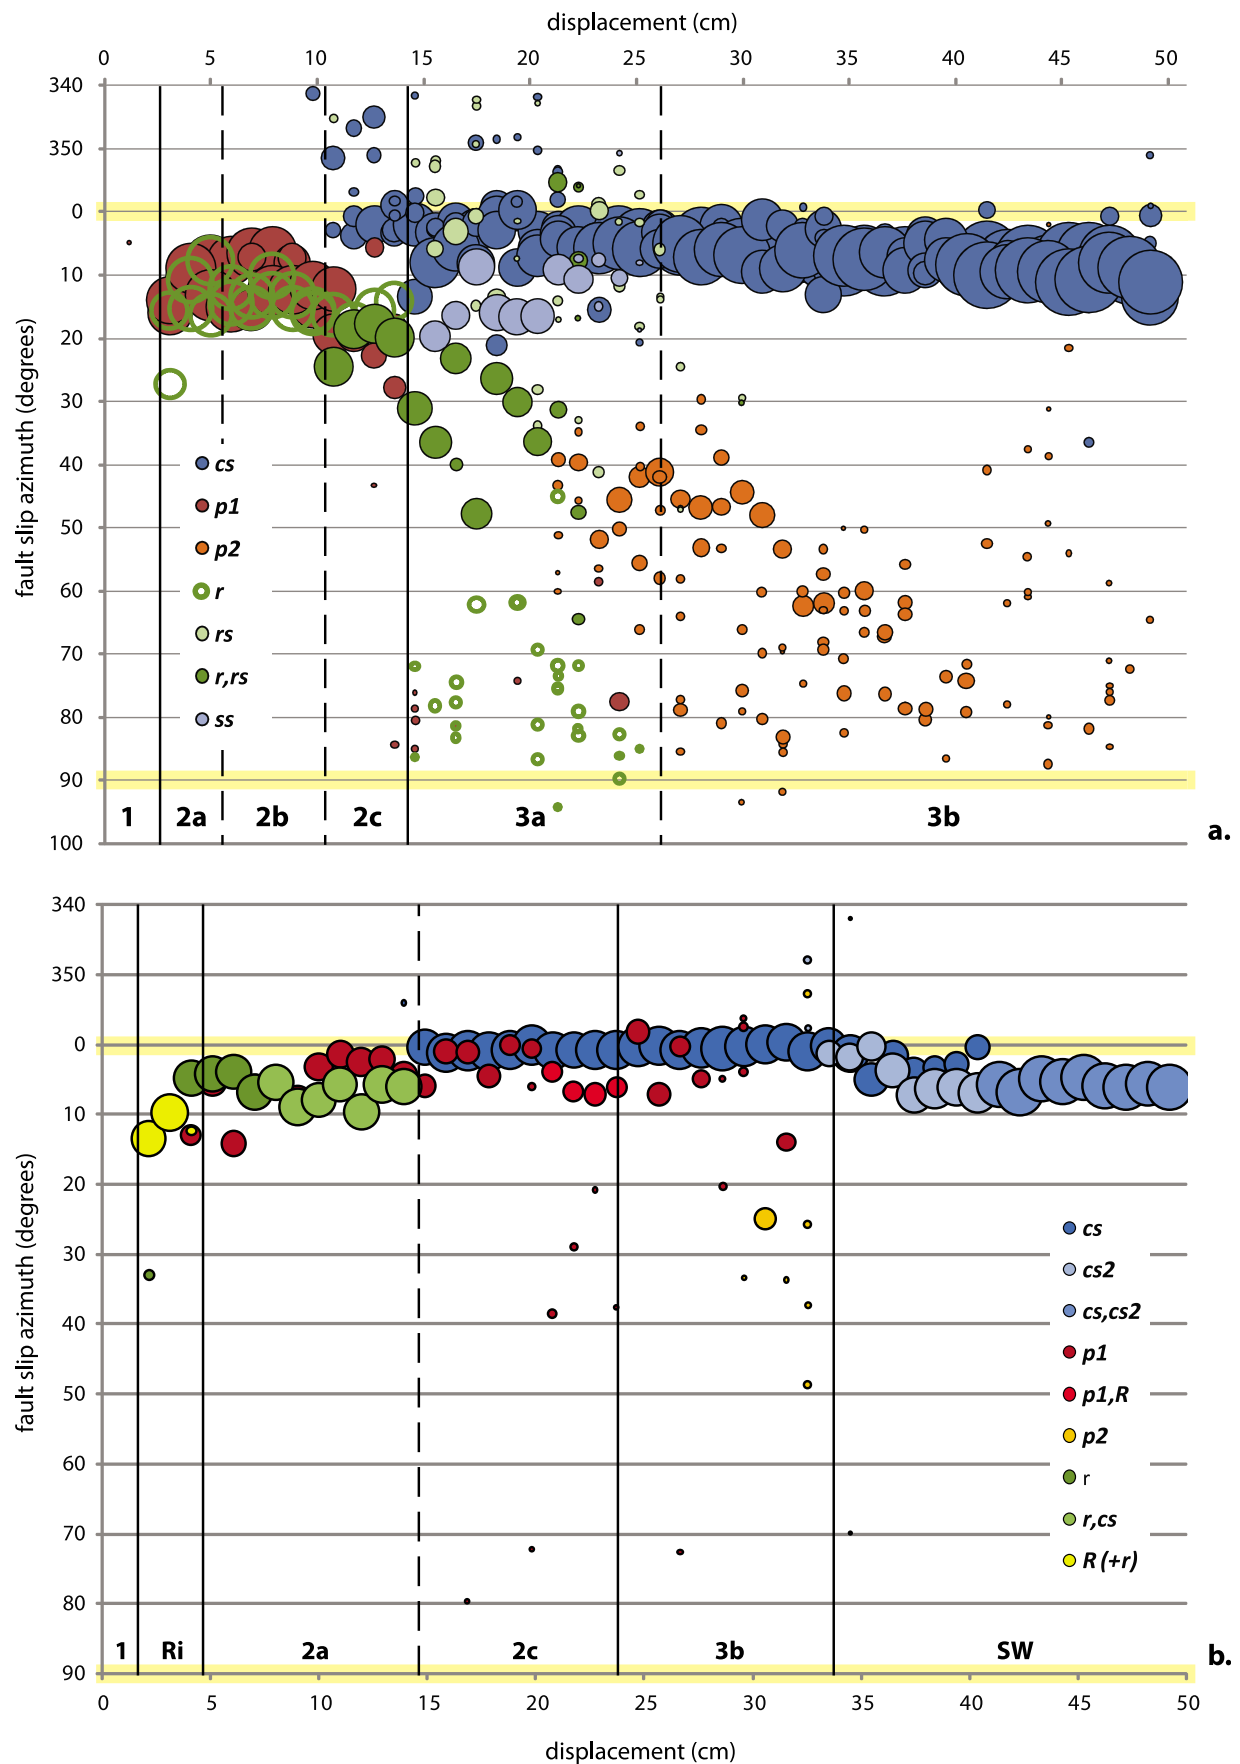 displacement (cm)
0 5 10 15 20 25 30 35 40 45 50
340
350
0
10
20
30
40
50
60
70
80
90
100
fault slip azimuth (degrees)
cs
p1
p2
r
rs
r,rs
ss
1 2a 2b 2c 3a 3b
a.
340
350
0
10
20
30
40
50
60
70
80
90
fault slip azimuth (degrees)
cs
cs2
cs,cs2
p1
p1,R
p2
r
r,cs
R (+r)
1 Ri 2a 2c 3b SW
b.
0 5 10 15 20 25 30 35 40 45 50
displacement (cm)